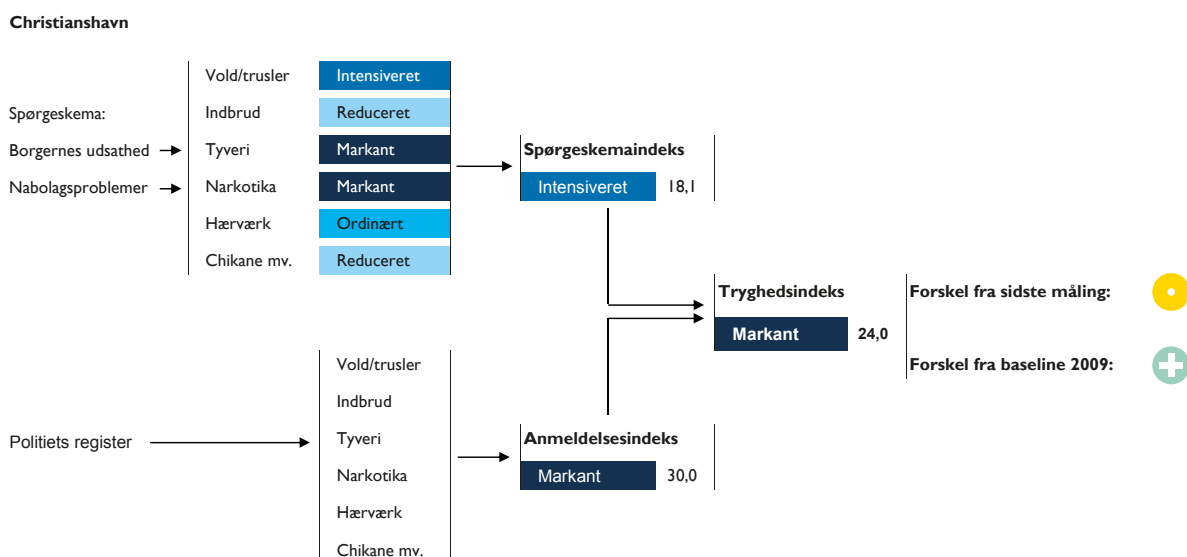 Christianshavn
Spørgeskema:
Borgernes udsathed
Nabolagsproblemer
Vold/trusler Intensiveret
Indbrud Reduceret
Tyveri Markant
Narkotika Markant
Hærværk Ordinært
Chikane mv. Reduceret
Spørgeskemaindeks
Intensiveret 18,1
Tryghedsindeks
Markant 24,0
Forskel fra sidste måling:
Forskel fra baseline 2009:
Politiets register
Vold/trusler
Indbrud
Tyveri
Narkotika
Hærværk
Chikane mv.
Anmeldelsesindeks
Markant 30,0